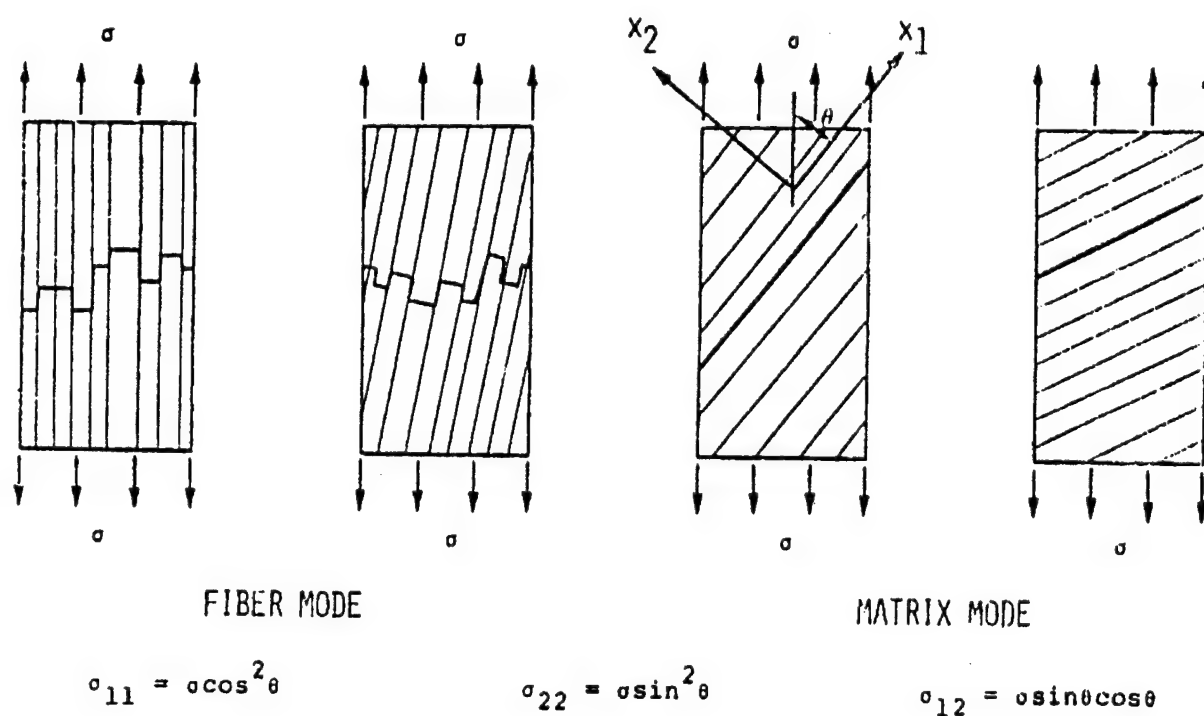 σ σ σ
X2 X1
θ
σ σ σ σ
FIBER MODE MATRIX MODE
σ11 = σcos²θ σ22 = σsin²θ σ12 = σsinθcosθ